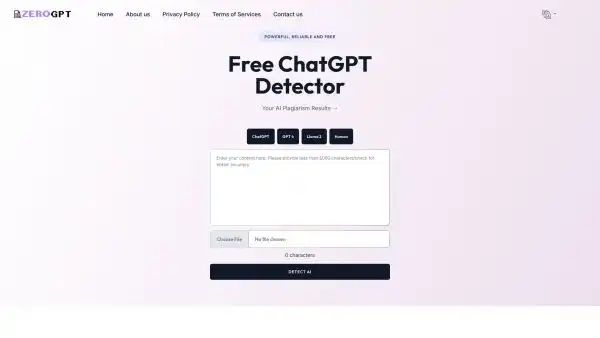 ZEROGPT
Home About us Privacy Policy Terms of Services Contact us
POWERFUL, RELIABLE AND FREE
Free ChatGPT
Detector
Your AI Plagiarism Results →
ChatGPT GPT 4 Llama 2 Human
Enter your content here. Please provide less than characters/check for
better accuracy.
Choose File No file chosen
0 characters
DETECT AI